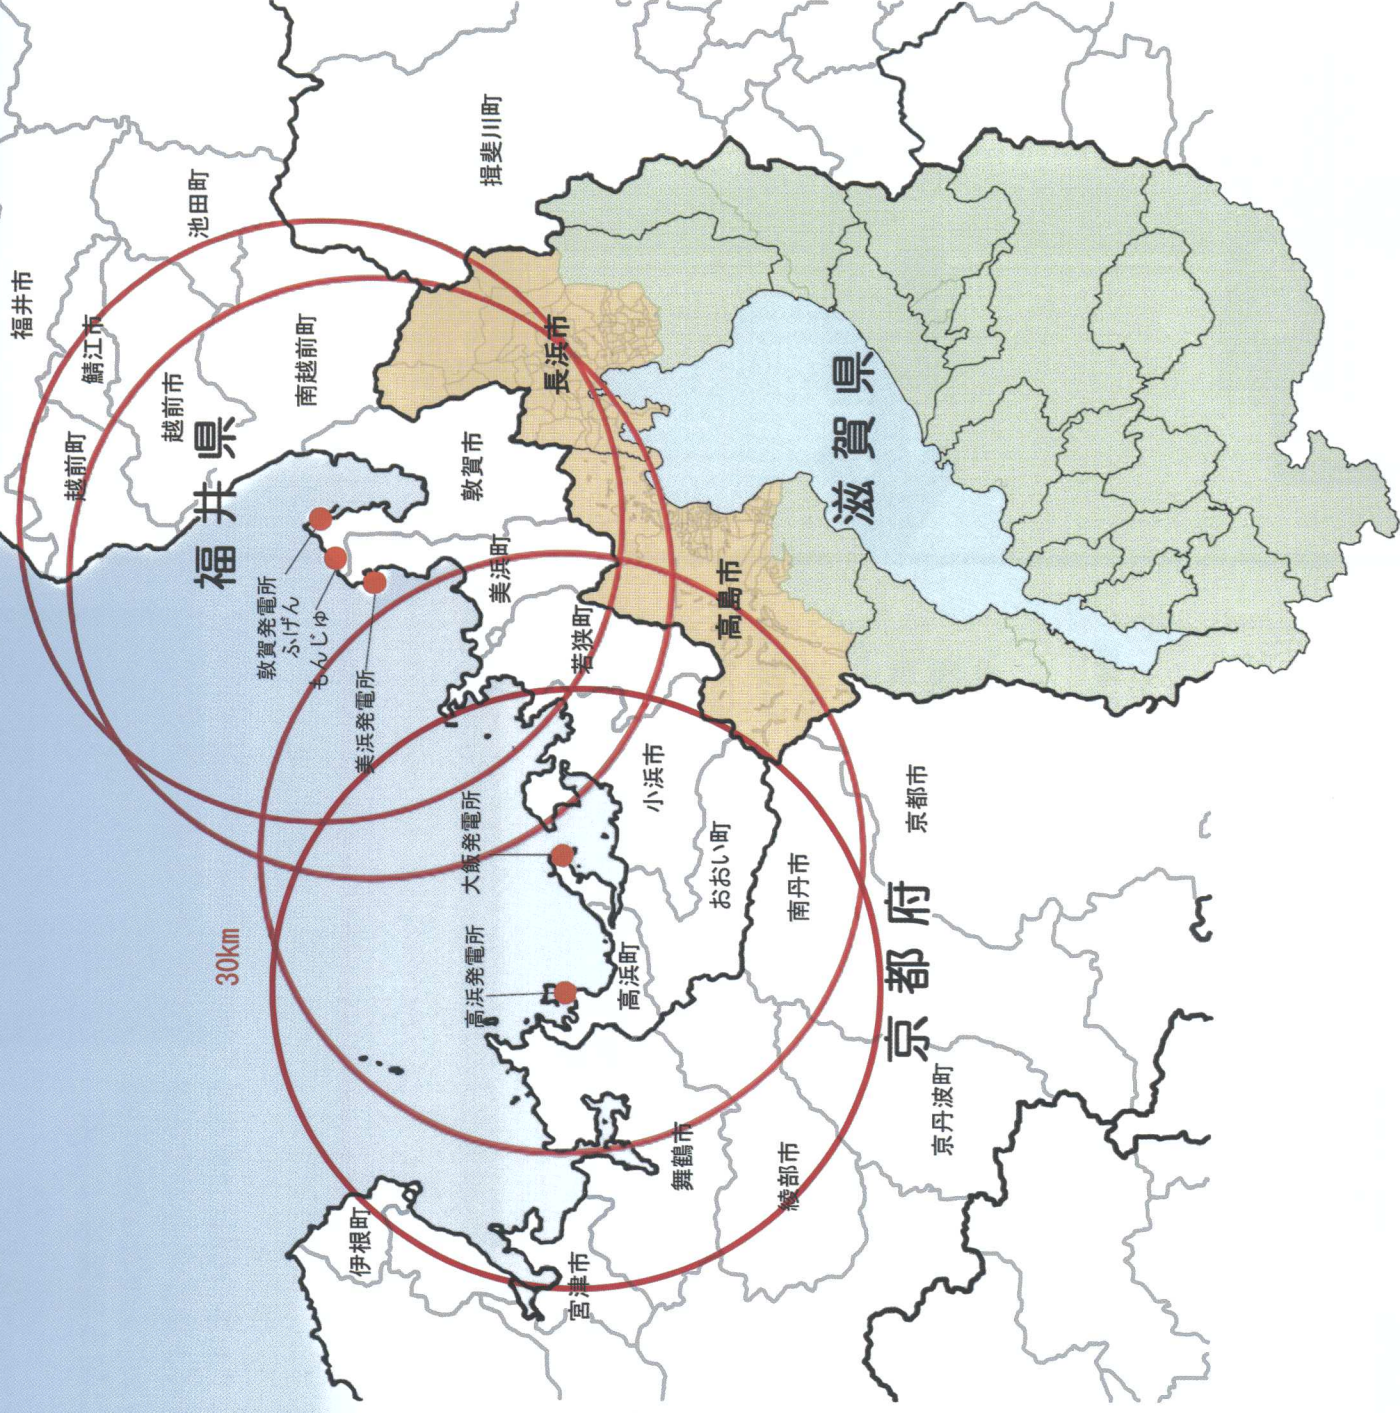 福井市
鯖江市
越前町
越前市
池田町
南越前町
福井県
揖斐川町
敦賀発電所
ふげん
もんじゅ
美浜発電所
敦賀市
美浜町
若狭町
長浜市
高島市
滋賀県
30km
大飯発電所
高浜発電所
小浜市
おおい町
高浜町
南丹市
京都市
京都府
京丹波町
舞鶴市
綾部市
伊根町
宮津市